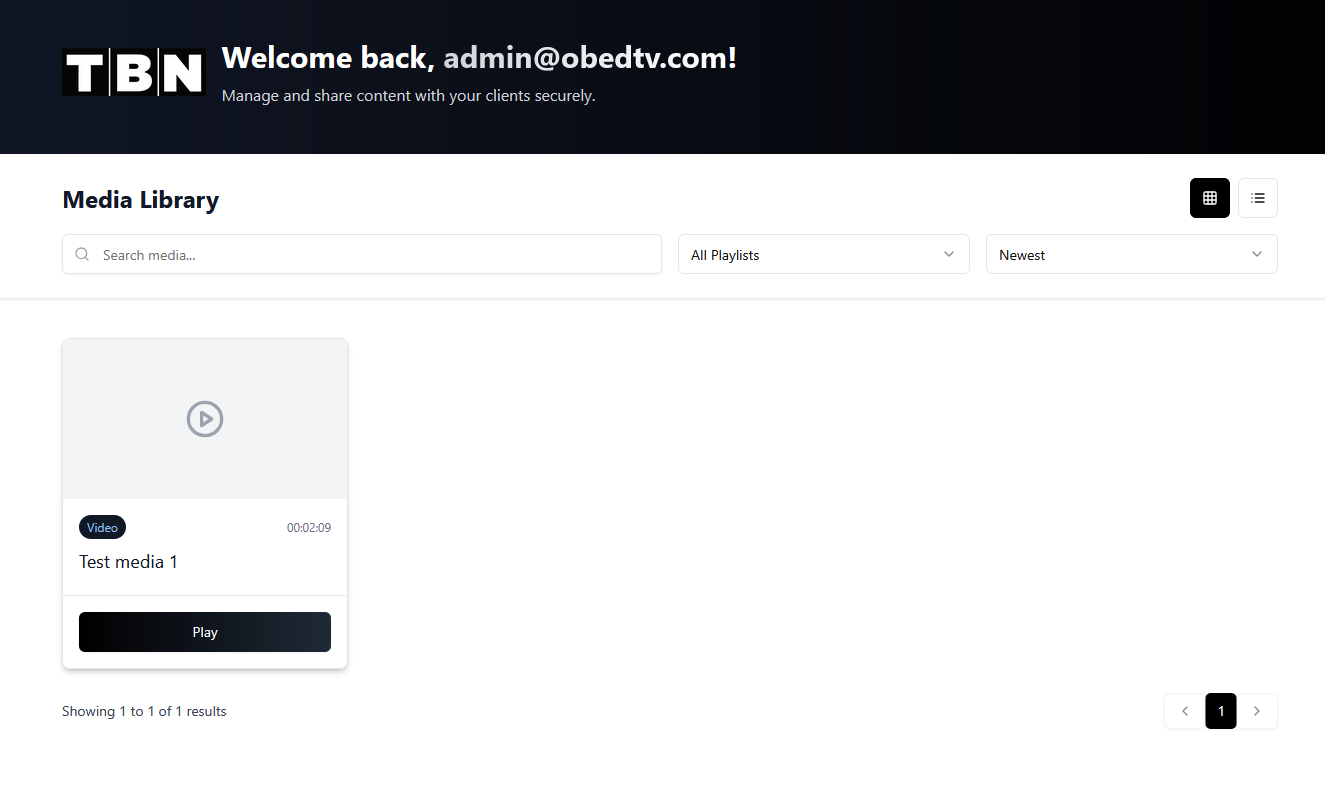 TBN
Welcome back, admin@obedtv.com!
Manage and share content with your clients securely.
Media Library
Search media...
All Playlists
Newest
Video
00:02:09
Test media 1
Play
Showing 1 to 1 of 1 results
1